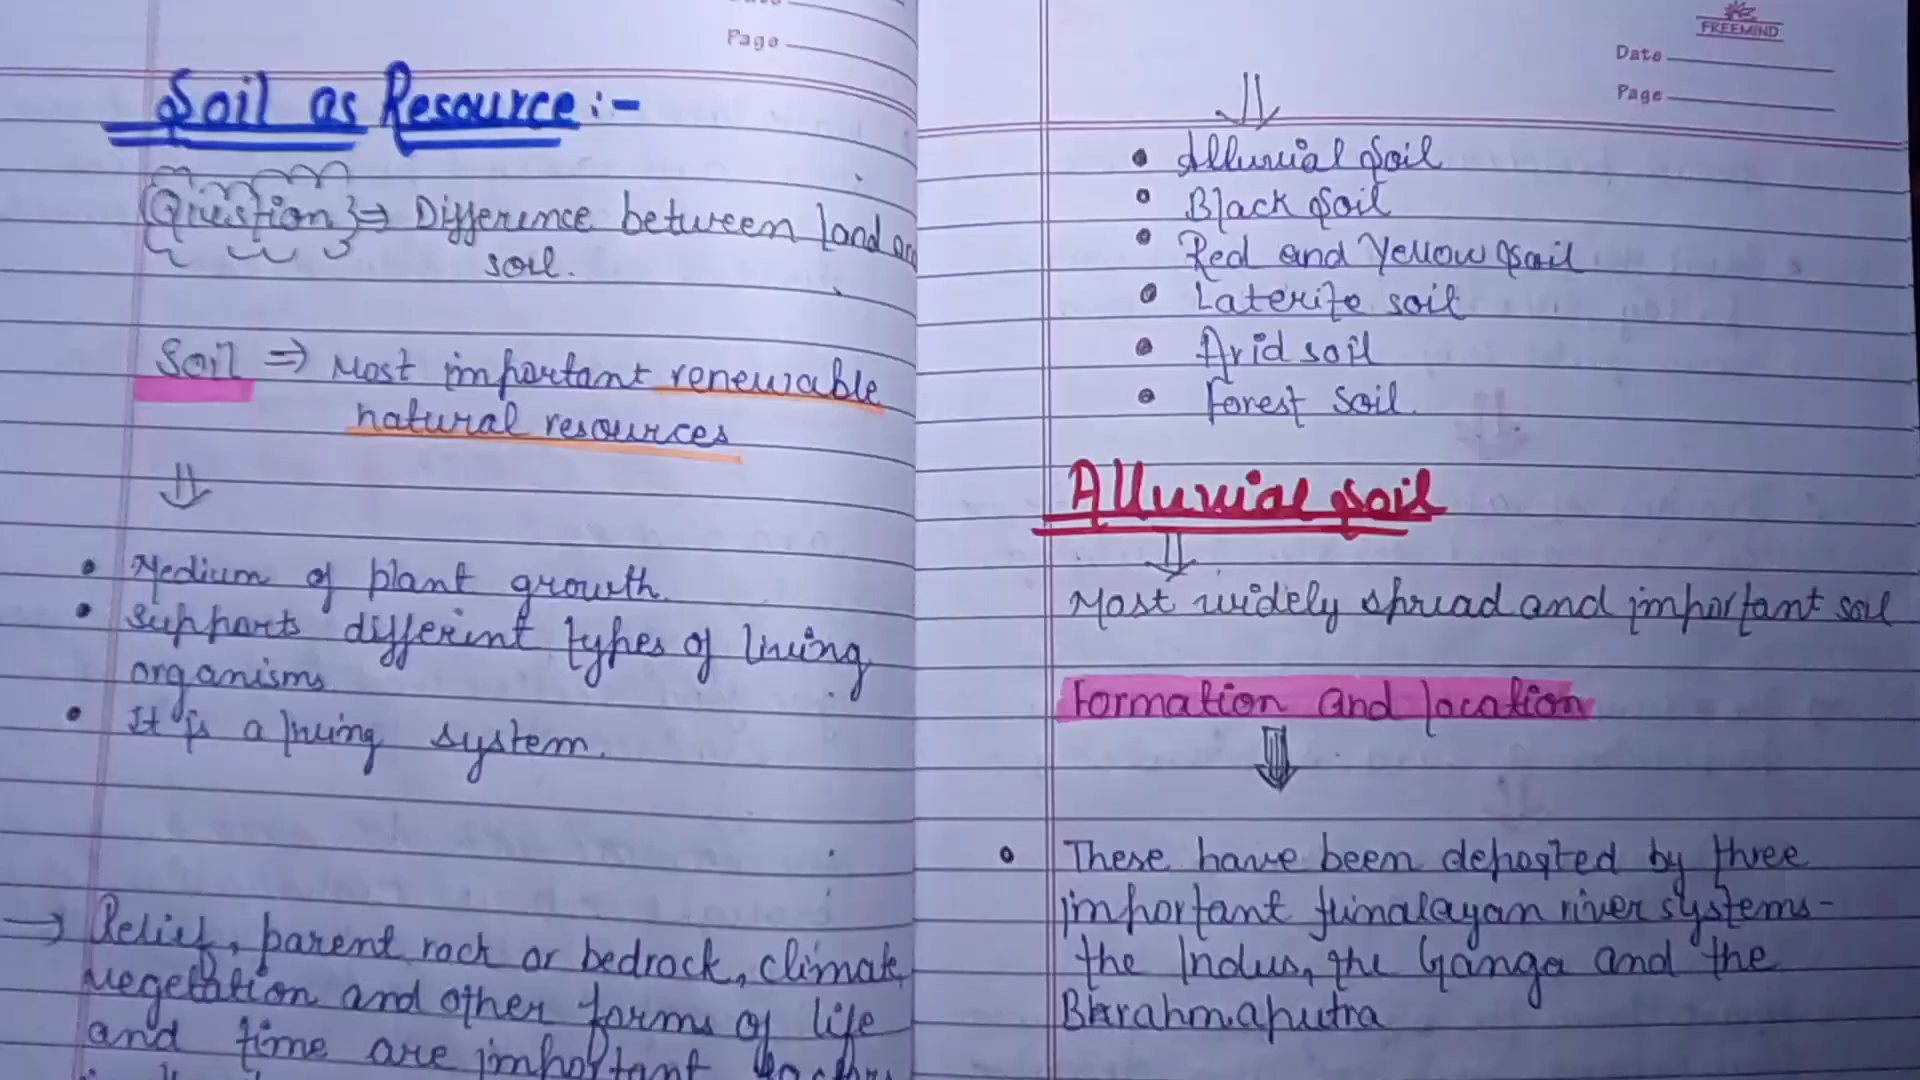 Page
Soil as Resource:-
Question => Difference between land and
soil.
Soil => Most important renewable
natural resources
• Medium of plant growth.
• Supports different types of living
organisms
• It is a living system.
→ Relief, parent rock or bedrock, climate,
vegetation and other forms of life
and time are important factors
FREEMIND
Date
Page
• Alluvial soil
• Black soil
• Red and Yellow soil
• Laterite soil
• Arid soil
• Forest soil.
Alluvial soil
Most widely spread and important soil
Formation and location
• These have been deposited by three
important Himalayan river systems-
the Indus, the Ganga and the
Brahmaputra